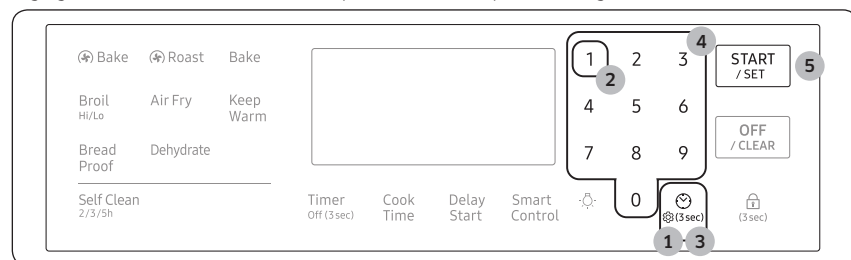 Bake Roast Bake
1 2 3 4
START
/ SET
5
2
Broil
Hi/Lo
Air Fry
Keep
Warm
4 5 6
Bread
Proof
Dehydrate
7 8 9
OFF
/ CLEAR
Self Clean
2/3/5h
Timer
Off (3 sec)
Cook
Time
Delay
Start
Smart
Control
0
(3 sec)
(3 sec)
1 3